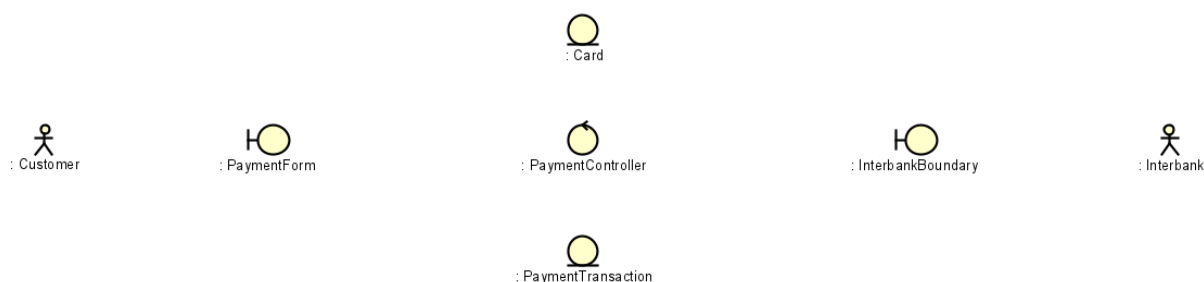 : Card
: Customer
: PaymentForm
: PaymentController
: InterbankBoundary
: Interbank
: PaymentTransaction